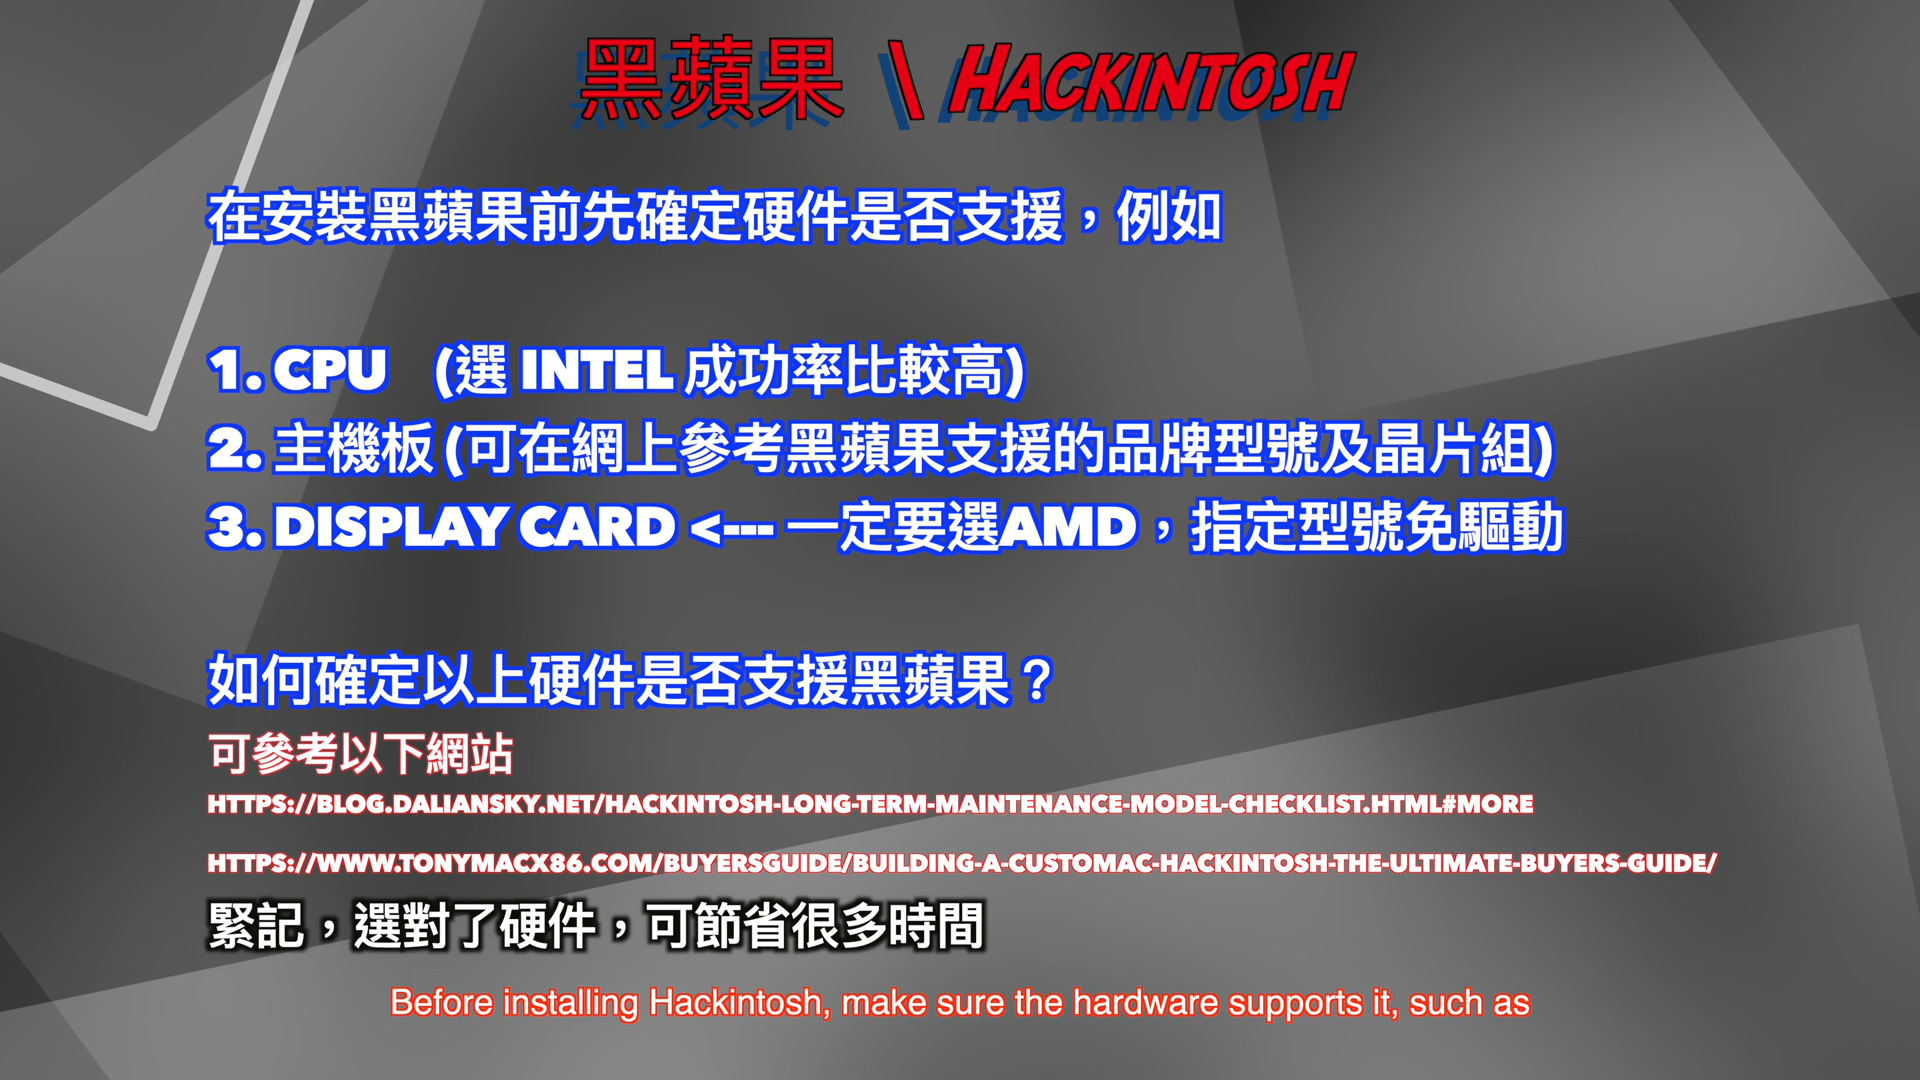 黑蘋果 \ HACKINTOSH
在安裝黑蘋果前先確定硬件是否支援，例如
1. CPU (選 INTEL 成功率比較高)
2. 主機板 (可在網上參考黑蘋果支援的品牌型號及晶片組)
3. DISPLAY CARD <--- 一定要選AMD，指定型號免驅動
如何確定以上硬件是否支援黑蘋果？
可參考以下網站
HTTPS://BLOG.DALIANSKY.NET/HACKINTOSH-LONG-TERM-MAINTENANCE-MODEL-CHECKLIST.HTML#MORE
HTTPS://WWW.TONYMACX86.COM/BUYERSGUIDE/BUILDING-A-CUSTOMAC-HACKINTOSH-THE-ULTIMATE-BUYERS-GUIDE/
緊記，選對了硬件，可節省很多時間
Before installing Hackintosh, make sure the hardware supports it, such as